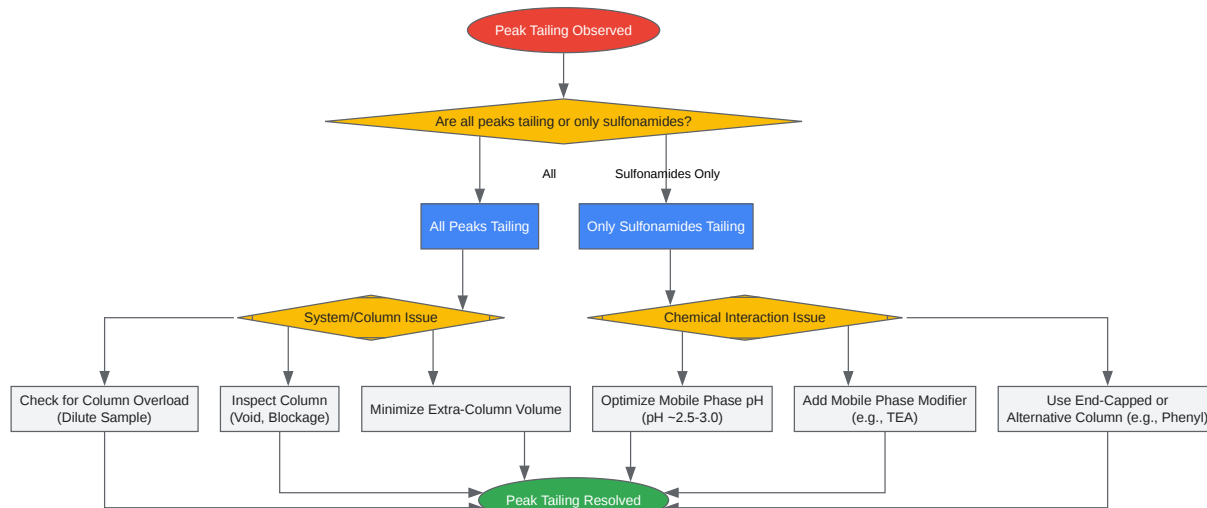 Peak Tailing Observed
Are all peaks tailing or only sulfonamides?
All
Sulfonamides Only
All Peaks Tailing
Only Sulfonamides Tailing
System/Column Issue
Chemical Interaction Issue
Check for Column Overload
(Dilute Sample)
Inspect Column
(Void, Blockage)
Minimize Extra-Column Volume
Optimize Mobile Phase pH
(pH ~2.5-3.0)
Add Mobile Phase Modifier
(e.g., TEA)
Use End-Capped or
Alternative Column (e.g., Phenyl)
Peak Tailing Resolved